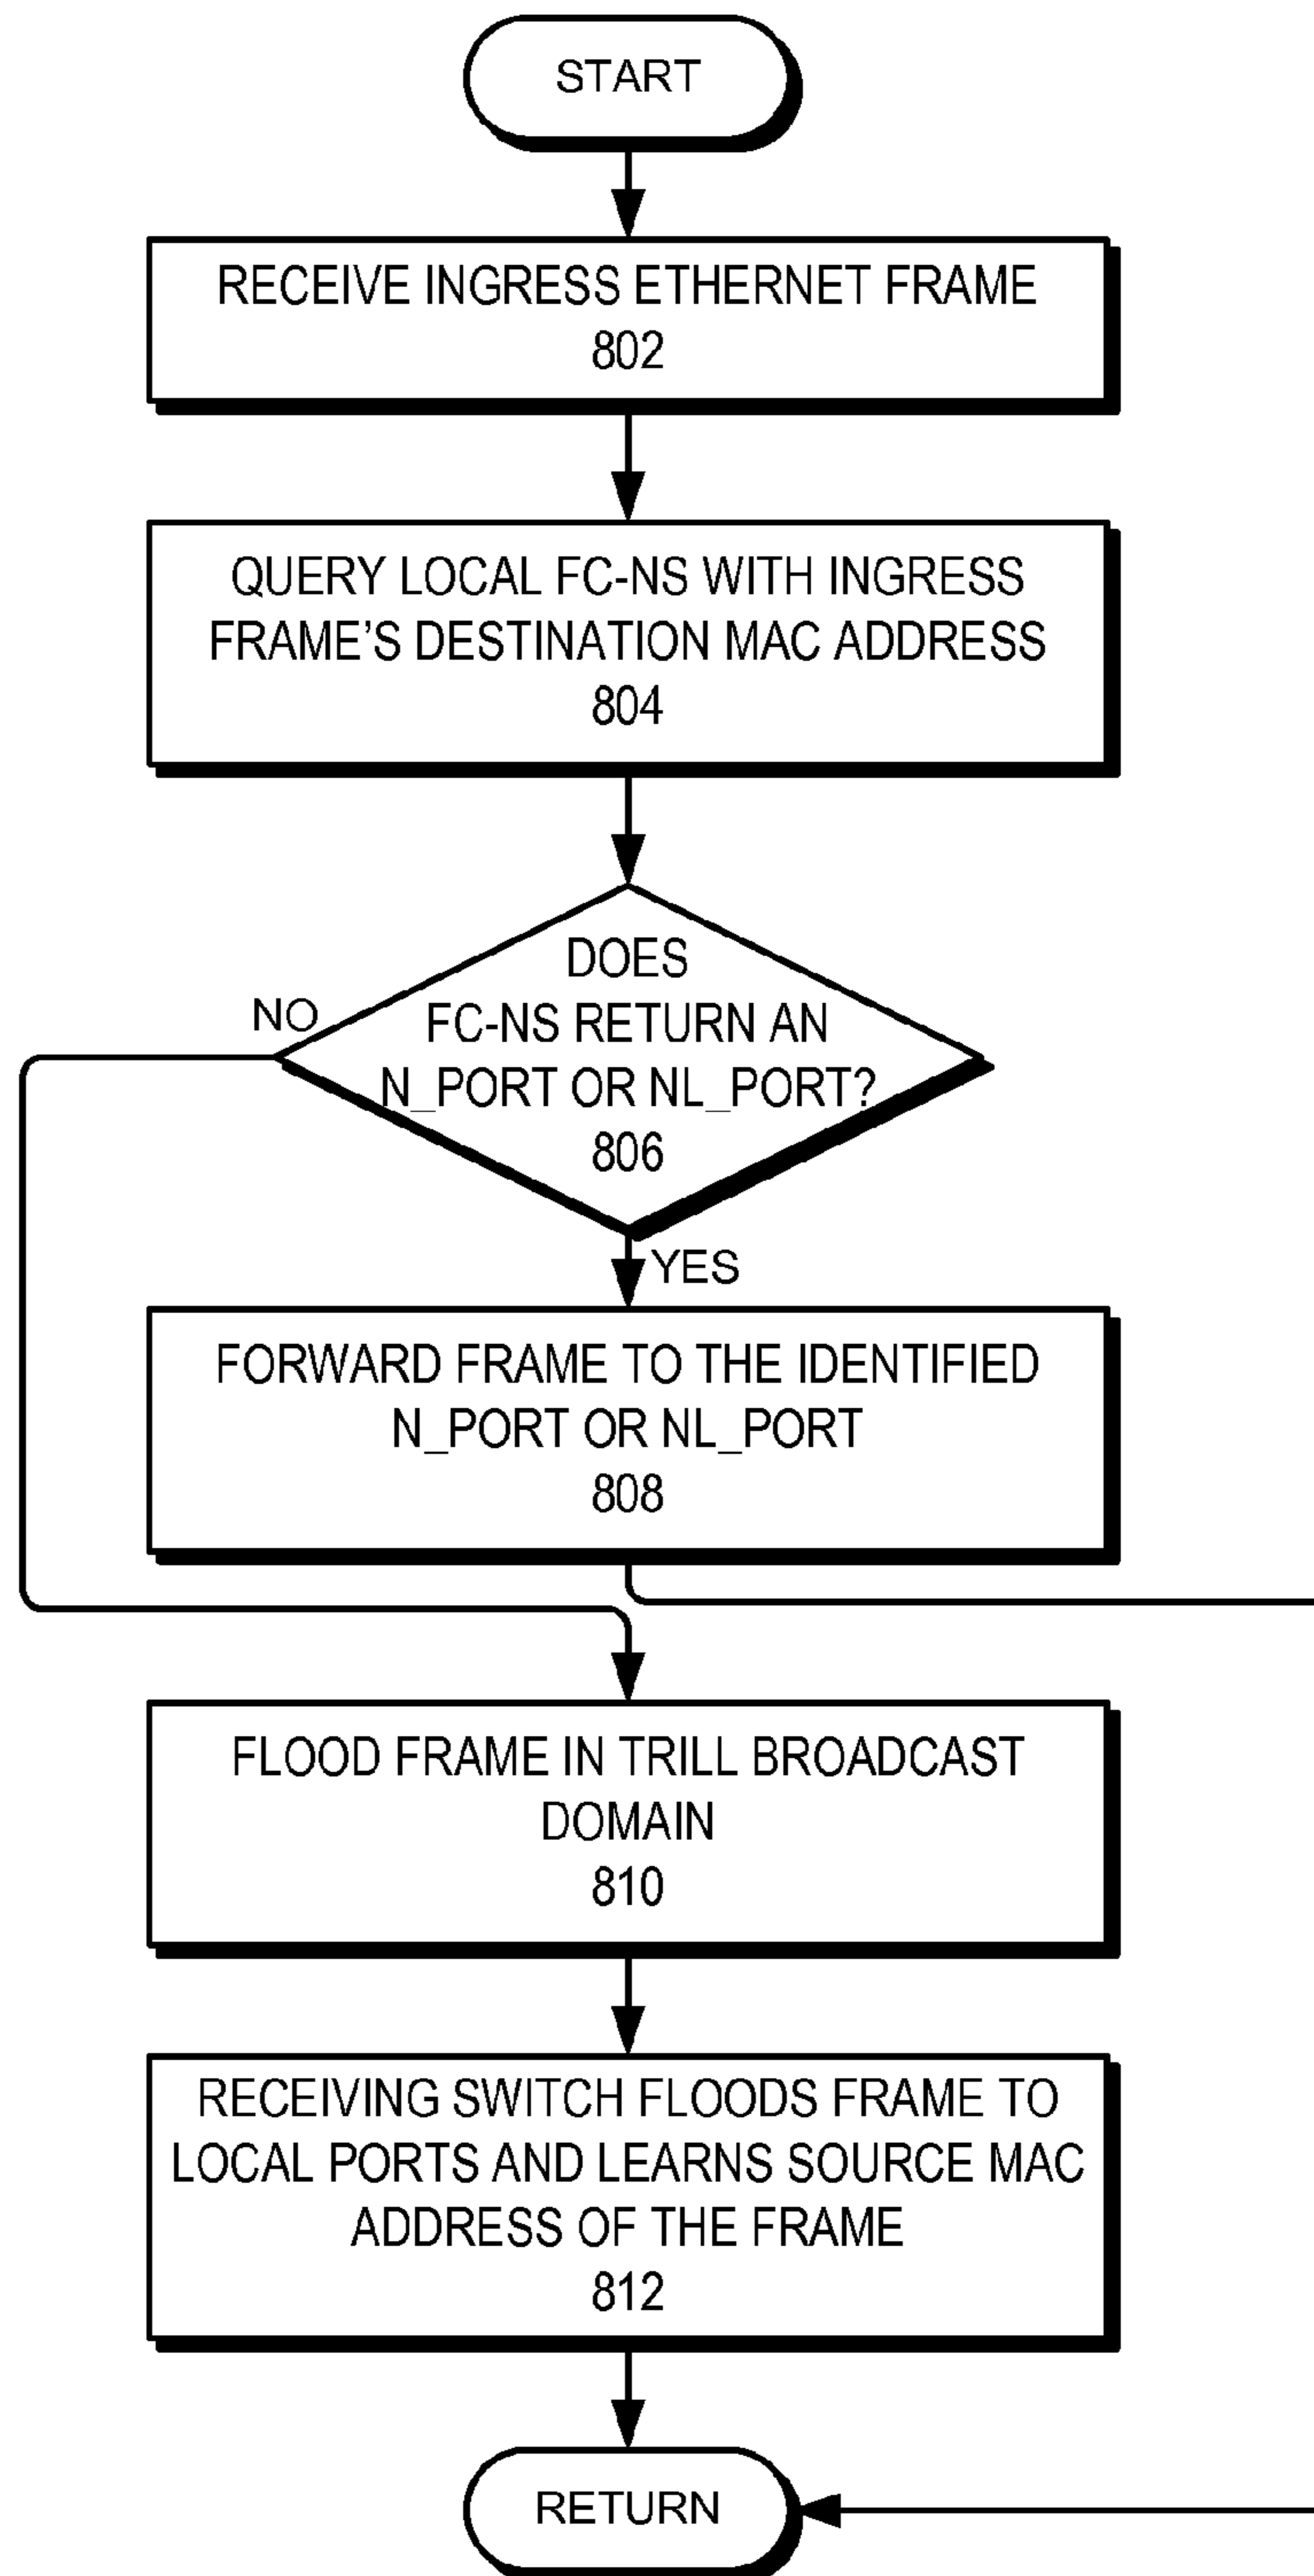 START
RECEIVE INGRESS ETHERNET FRAME
802
QUERY LOCAL FC-NS WITH INGRESS
FRAME'S DESTINATION MAC ADDRESS
804
DOES
NO
FC-NS RETURN AN
N_PORT OR NL_PORT?
806
YES
FORWARD FRAME TO THE IDENTIFIED
N_PORT OR NL_PORT
808
FLOOD FRAME IN TRILL BROADCAST
DOMAIN
810
RECEIVING SWITCH FLOODS FRAME TO
LOCAL PORTS AND LEARNS SOURCE MAC
ADDRESS OF THE FRAME
812
RETURN